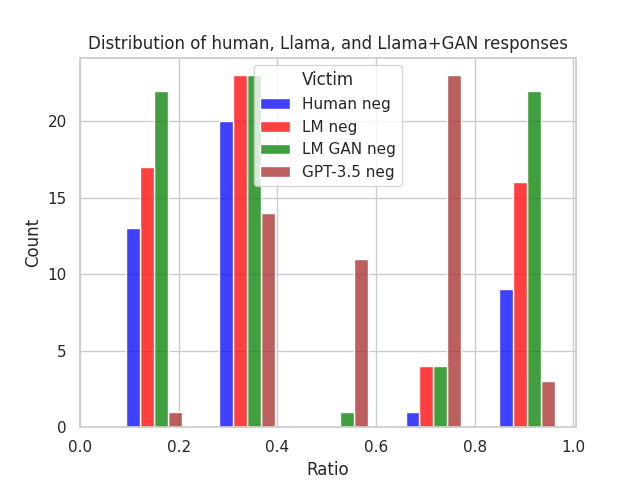 Distribution of human, Llama, and Llama+GAN responses
Victim
Human neg
LM neg
LM GAN neg
GPT-3.5 neg
Count
20
15
10
5
0
0.0 0.2 0.4 0.6 0.8 1.0
Ratio